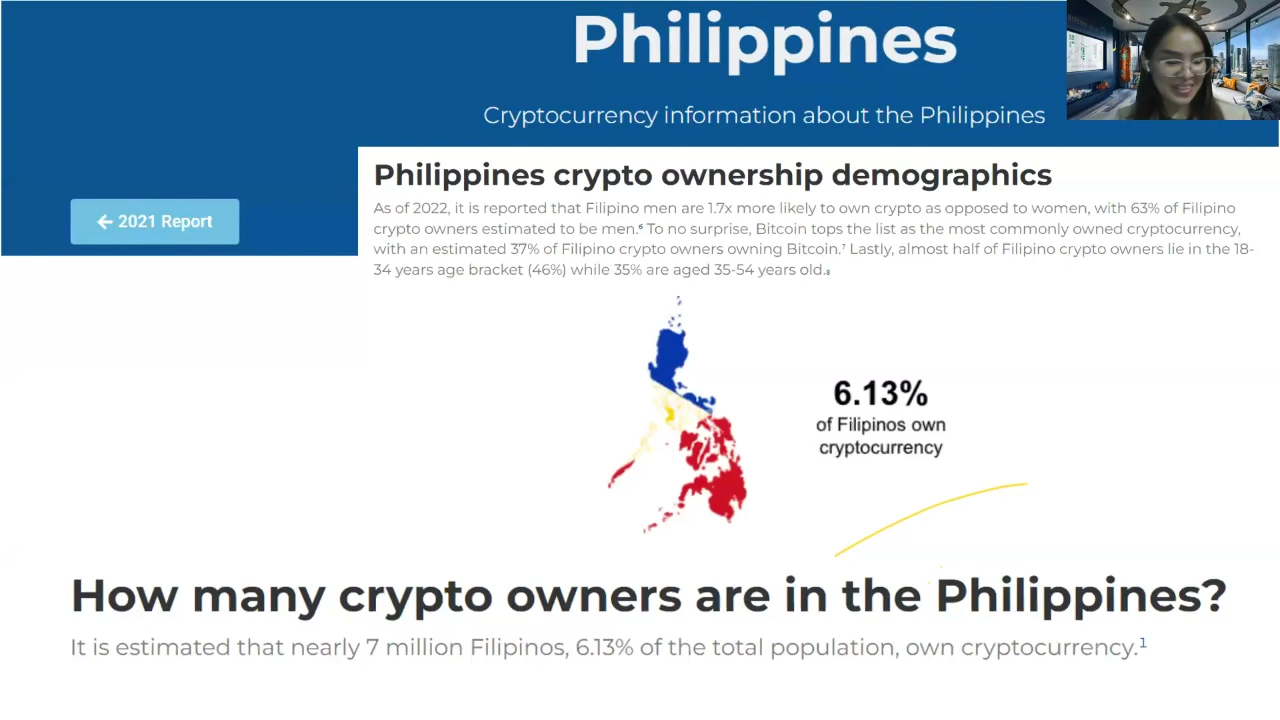 Philippines
Cryptocurrency information about the Philippines
← 2021 Report
Philippines crypto ownership demographics
As of 2022, it is reported that Filipino men are 1.7x more likely to own crypto as opposed to women, with 63% of Filipino
crypto owners estimated to be men.⁶ To no surprise, Bitcoin tops the list as the most commonly owned cryptocurrency,
with an estimated 37% of Filipino crypto owners owning Bitcoin.⁷ Lastly, almost half of Filipino crypto owners lie in the 18-
34 years age bracket (46%) while 35% are aged 35-54 years old.₈
6.13%
of Filipinos own
cryptocurrency
How many crypto owners are in the Philippines?
It is estimated that nearly 7 million Filipinos, 6.13% of the total population, own cryptocurrency.¹